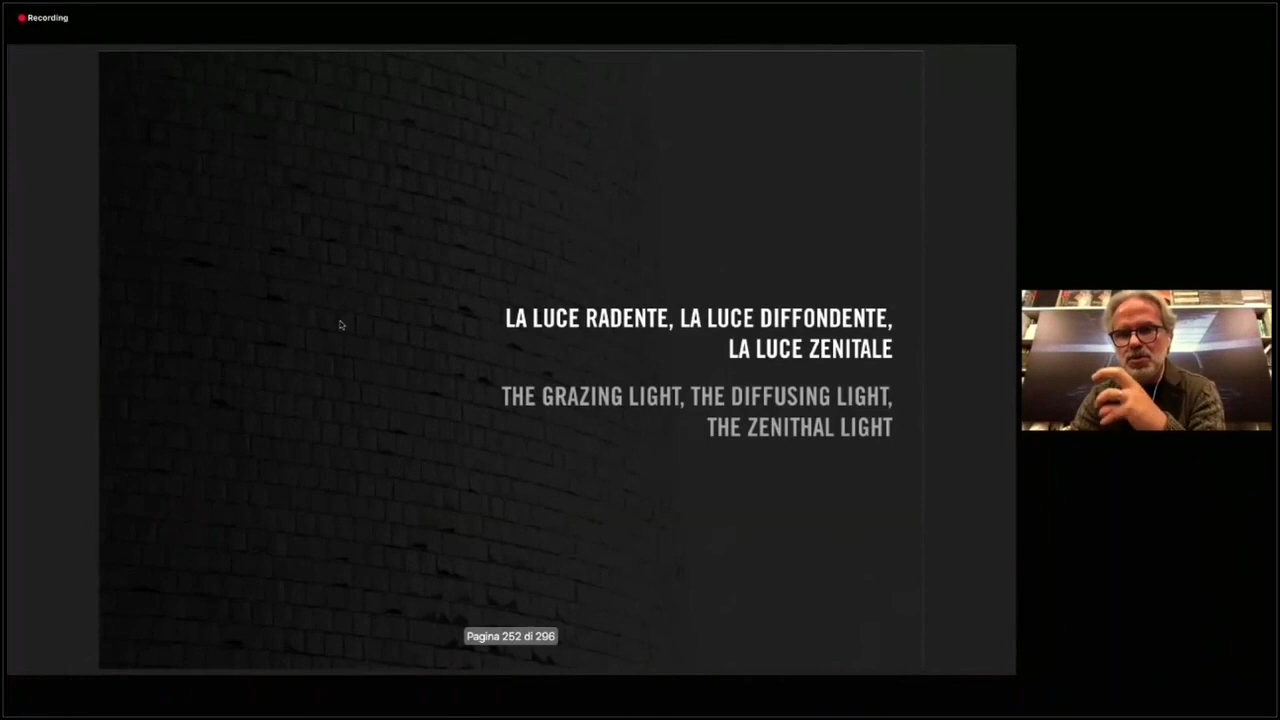 Recording
LA LUCE RADENTE, LA LUCE DIFFONDENTE,
LA LUCE ZENITALE
THE GRAZING LIGHT, THE DIFFUSING LIGHT,
THE ZENITHAL LIGHT
Pagina 252 di 296